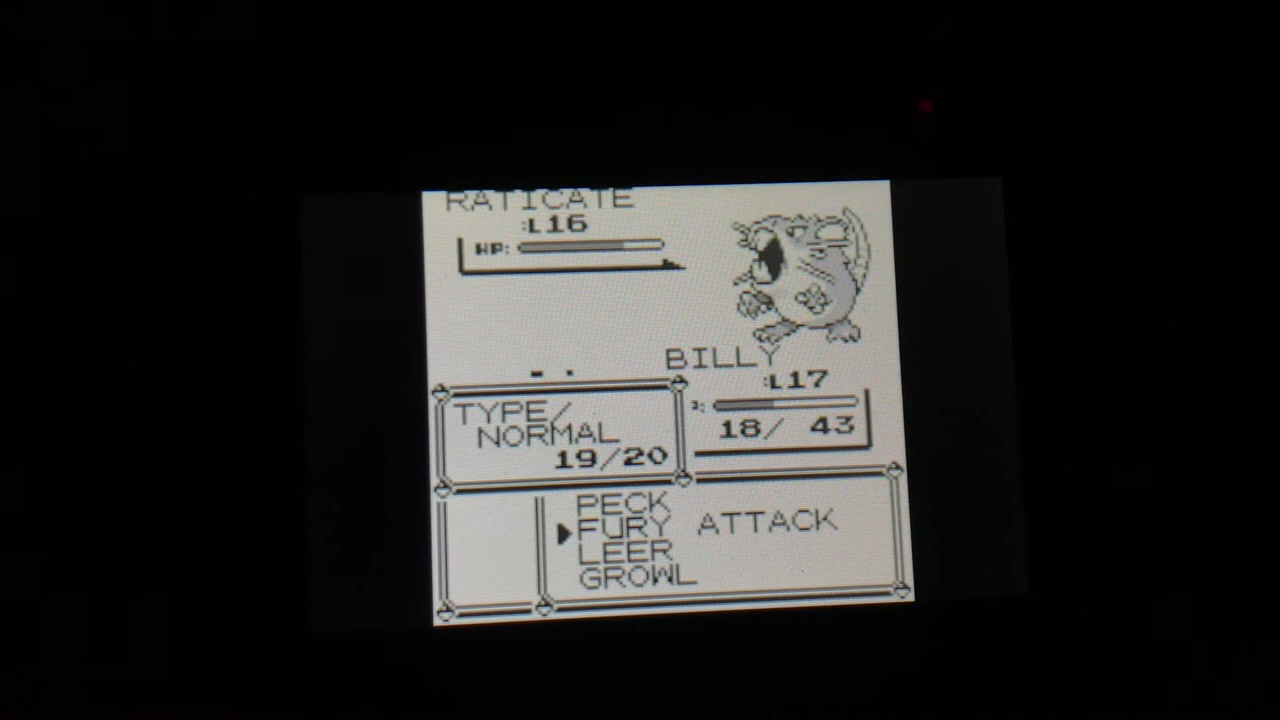 RATICATE
:L16
HP:
BILLY
:L17
18/ 43
TYPE/
NORMAL
19/20
PECK
FURY ATTACK
LEER
GROWL